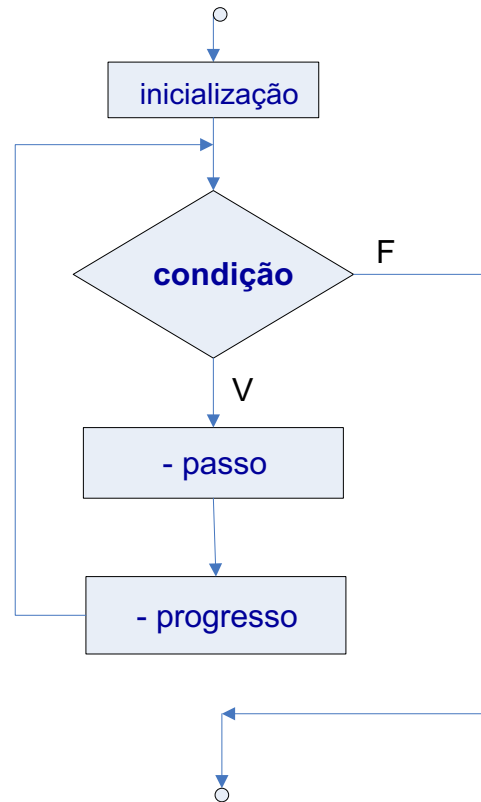 inicialização
condição
F
V
- passo
- progresso